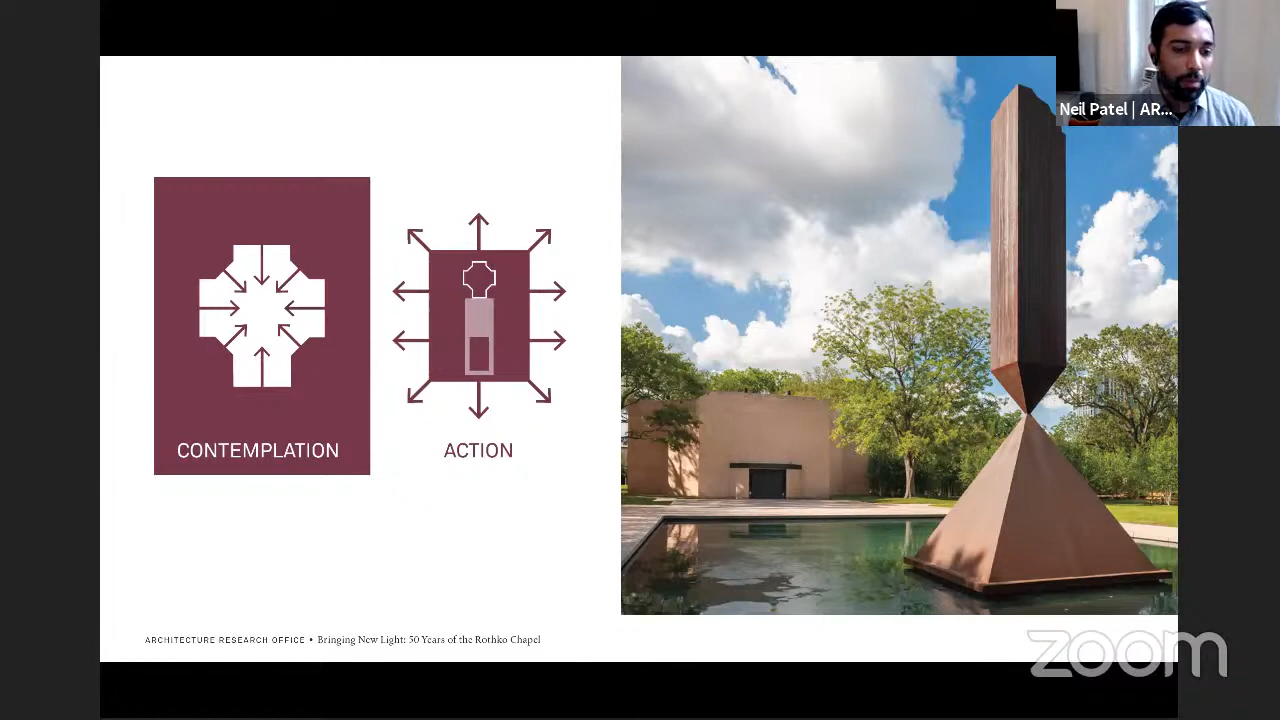 Neil Patel | AR...
CONTEMPLATION
ACTION
ARCHITECTURE RESEARCH OFFICE • Bringing New Light: 50 Years of the Rothko Chapel
zoom